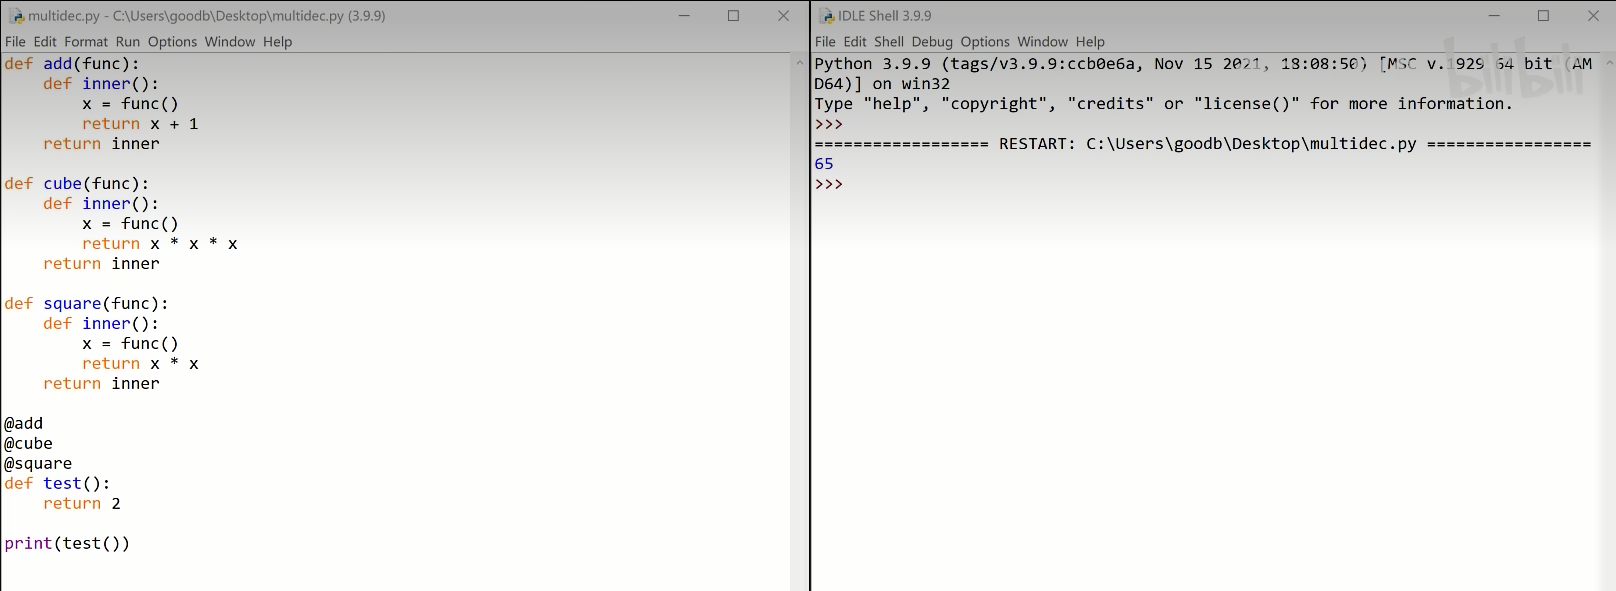 multidec.py - C:\Users\goodb\Desktop\multidec.py (3.9.9)
File Edit Format Run Options Window Help
def add(func):
    def inner():
        x = func()
        return x + 1
    return inner

def cube(func):
    def inner():
        x = func()
        return x * x * x
    return inner

def square(func):
    def inner():
        x = func()
        return x * x
    return inner

@add
@cube
@square
def test():
    return 2

print(test())
IDLE Shell 3.9.9
File Edit Shell Debug Options Window Help
Python 3.9.9 (tags/v3.9.9:ccb0e6a, Nov 15 2021, 18:08:50) [MSC v.1929 64 bit (AM
D64)] on win32
Type "help", "copyright", "credits" or "license()" for more information.
>>>
================== RESTART: C:\Users\goodb\Desktop\multidec.py =================
65
>>>
bilibili